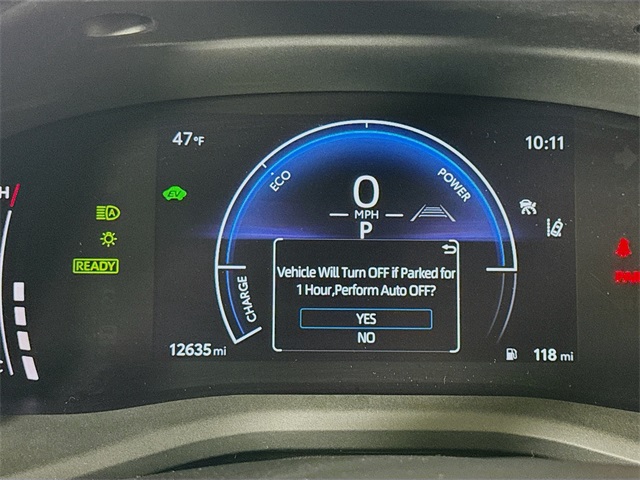 47°F
10:11
H
EV
ECO
POWER
0
MPH
P
A
READY
CHARGE
Vehicle Will Turn OFF if Parked for
1 Hour,Perform Auto OFF?
YES
NO
12635 mi
118 mi
C